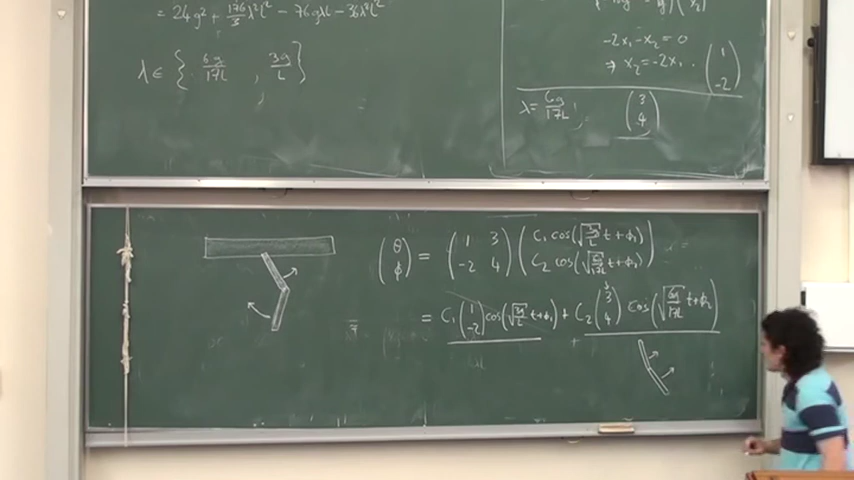 = 24g² + 176/3 λ²l² − 76gλl − 36λ²l²
λ ∈ { 6g/17L , 3g/L }
-2x₁ - x₂ = 0
⇒ x₂ = -2x₁ . (1 -2)
λ = 6g/17L , (3 4)
(θ φ) = (1 3 -2 4) (C₁ cos(√(3g/L) t + ϕ₁) C₂ cos(√(6g/17L) t + ϕ₂))
= C₁ (1 -2) cos(√(3g/L) t + ϕ₁) + C₂ (3 4) cos(√(6g/17L) t + ϕ₂)